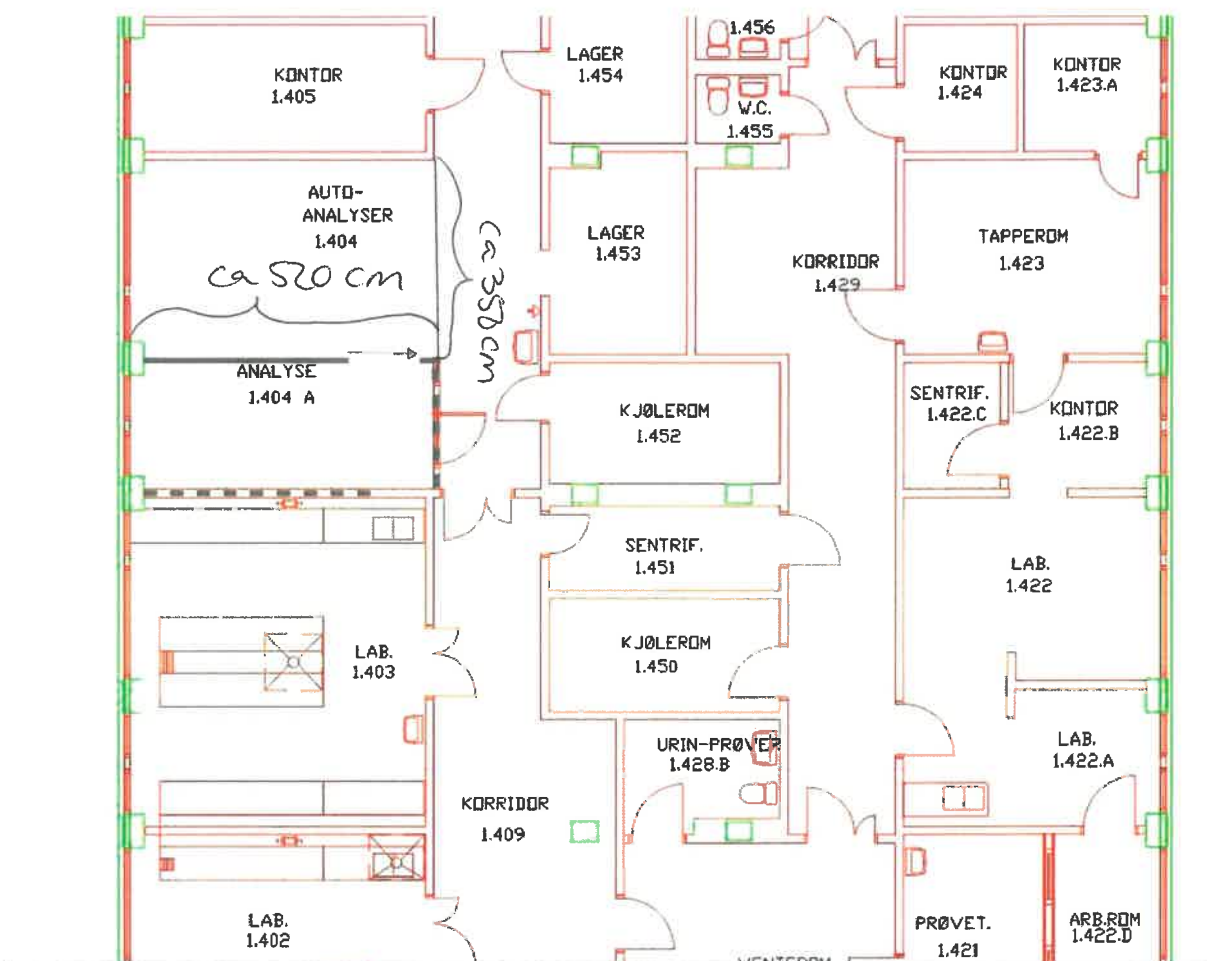 1.456
LAGER
1.454
KONTOR
1.405
KONTOR
1.424
KONTOR
1.423.A
W.C.
1.455
AUTO-
ANALYSER
1.404
LAGER
1.453
TAPPEROM
1.423
KORRIDOR
1.429
ca 520 cm
ca 350 cm
ANALYSE
1.404 A
KJØLEROM
1.452
SENTRIF.
1.422.C
KONTOR
1.422.B
SENTRIF.
1.451
LAB.
1.422
LAB.
1.403
KJØLEROM
1.450
URIN-PRØVER
1.428.B
LAB.
1.422.A
KORRIDOR
1.409
LAB.
1.402
PRØVET.
1.421
ARB.ROM
1.422.D
VENTEROM